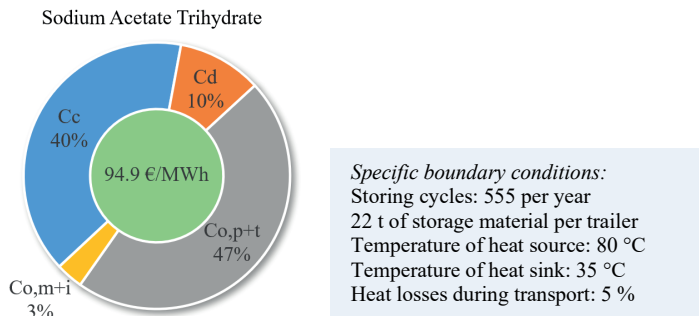 Sodium Acetate Trihydrate
Cd
10%
Cc
40%
94.9 €/MWh
Co,p+t
47%
Co,m+i
3%
Specific boundary conditions:
Storing cycles: 555 per year
22 t of storage material per trailer
Temperature of heat source: 80 °C
Temperature of heat sink: 35 °C
Heat losses during transport: 5 %